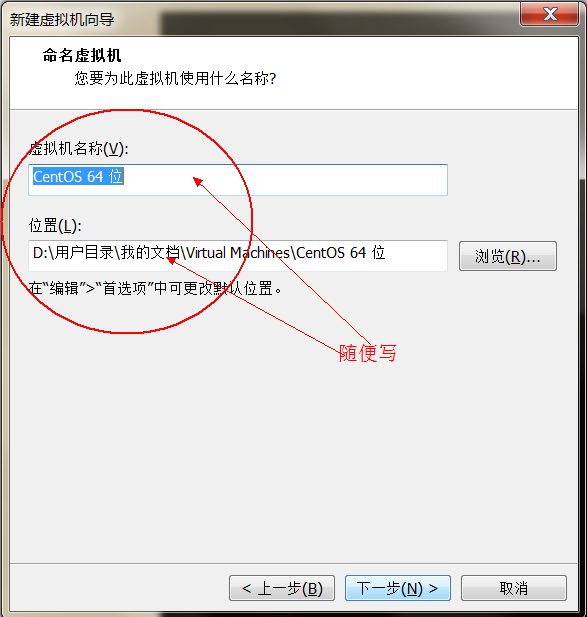 新建虚拟机向导
命名虚拟机
您要为此虚拟机使用什么名称?
虚拟机名称(V):
CentOS 64 位
位置(L):
D:\用户目录\我的文档\Virtual Machines\CentOS 64 位
浏览(R)...
在“编辑”>“首选项”中可更改默认位置。
随便写
< 上一步(B)
下一步(N) >
取消